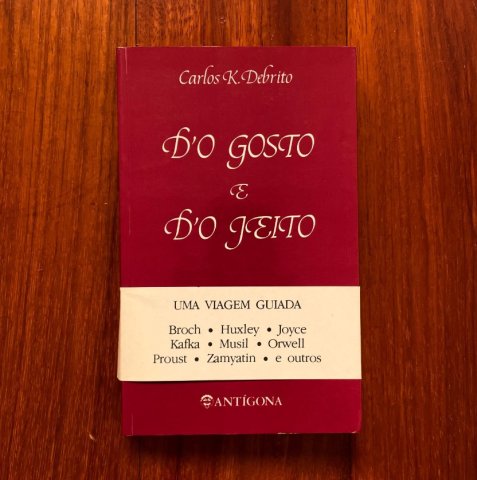 Carlos K. Debrito
D'O GOSTO
E
D'O JEITO
UMA VIAGEM GUIADA
Broch • Huxley • Joyce
Kafka • Musil • Orwell
Proust • Zamyatin • e outros
ANTÍGONA